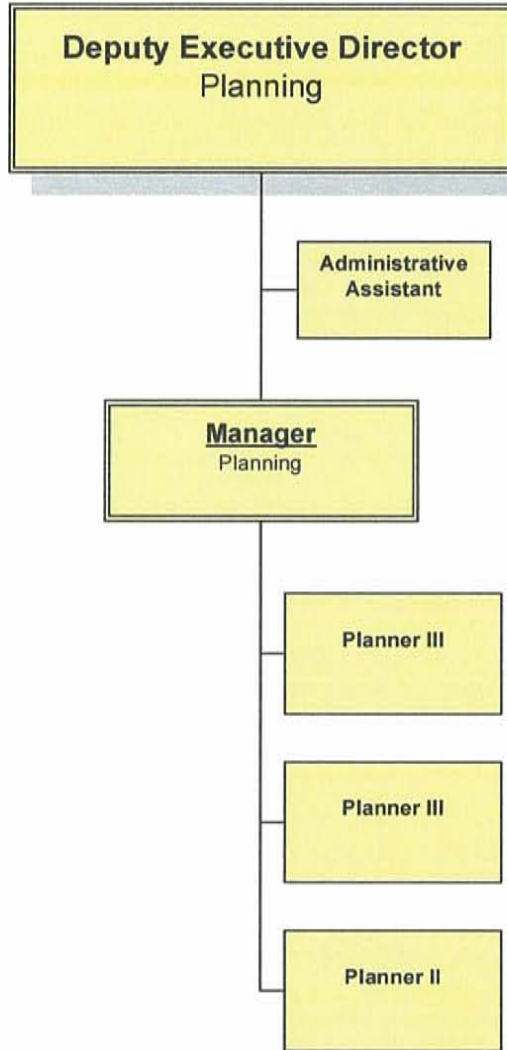 Deputy Executive Director
Planning
Administrative
Assistant
Manager
Planning
Planner III
Planner III
Planner II